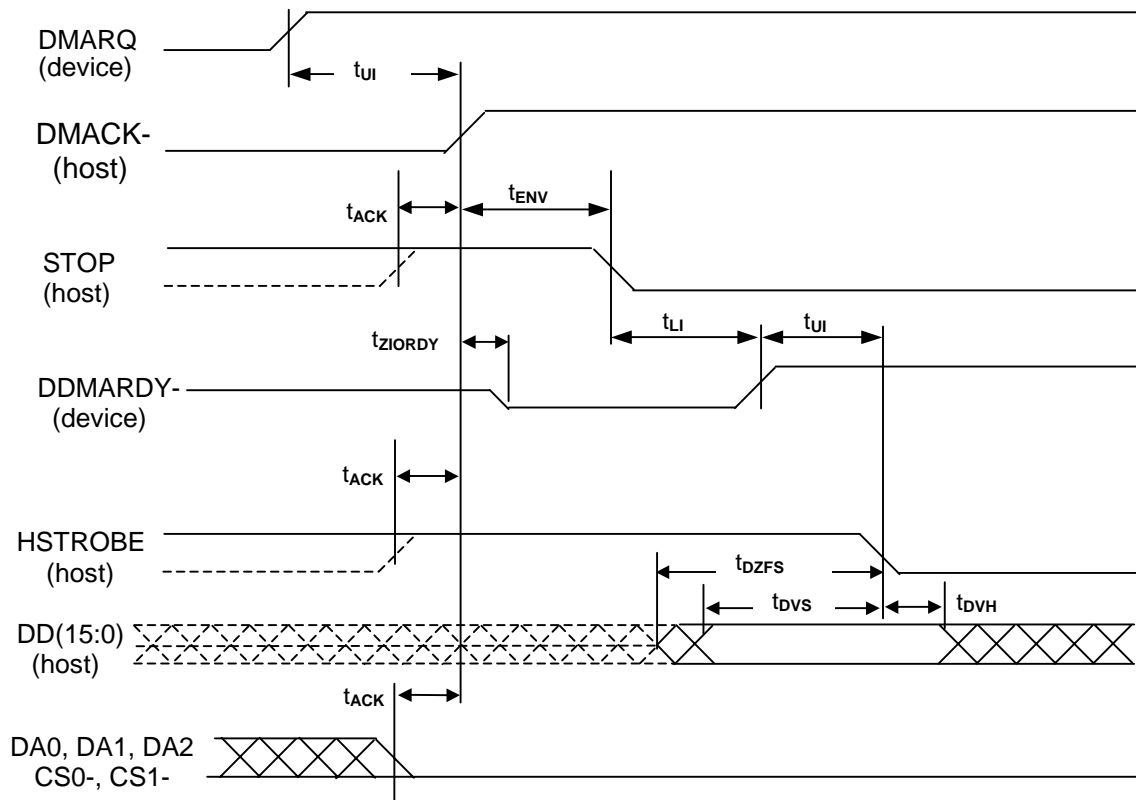 DMARQ
(device)
tUI
DMACK-
(host)
tACK
tENV
STOP
(host)
tLI
tUI
tZIORDY
DDMARDY-
(device)
tACK
HSTROBE
(host)
tDZFS
tDVS
tDVH
DD(15:0)
(host)
tACK
DA0, DA1, DA2
CS0-, CS1-